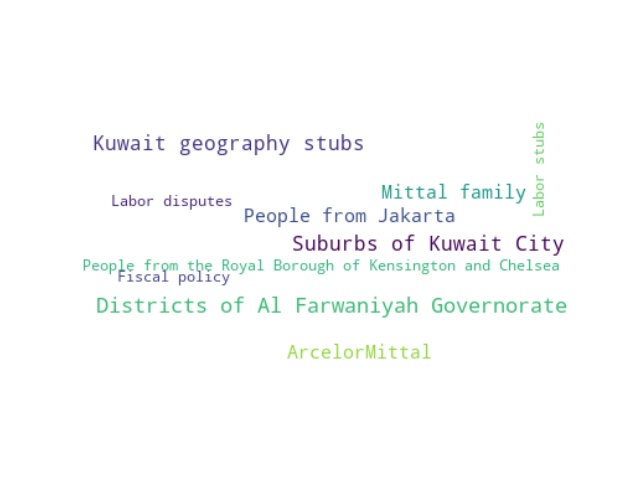 Labor stubs
Kuwait geography stubs
Mittal family
Labor disputes
People from Jakarta
Suburbs of Kuwait City
People from the Royal Borough of Kensington and Chelsea
Fiscal policy
Districts of Al Farwaniyah Governorate
ArcelorMittal